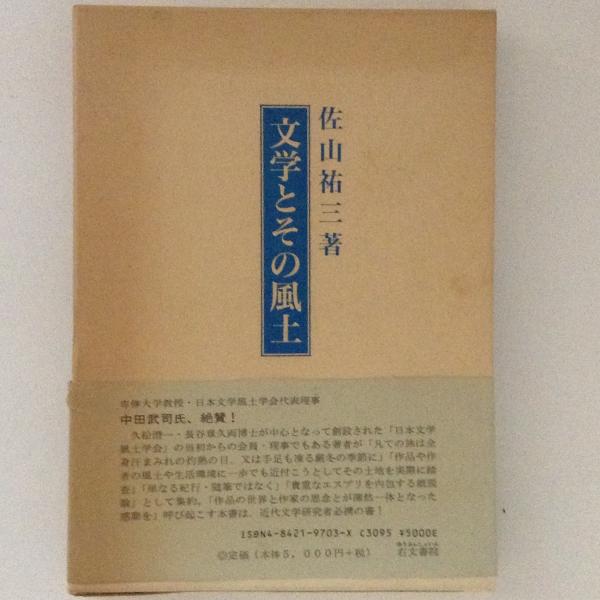 佐山祐三著
文学とその風土
専修大学教授・日本文学風土学会代表理事
中田武司氏、絶賛！
久松潜一・長谷章久両博士が中心となって創設された「日本文学
風土学会」の当初からの会員・理事でもある著者が「凡ての旅は全
身汗まみれの灼熱の日、又は手足も凍る厳冬の季節に」「作品や作
者の風土や生活環境に一歩でも近付こうとしてその土地を実際に踏
査」「単なる紀行・随筆ではなく」「貴重なエスプリを内包する紙碑
論」として集約。「作品の世界と作家の思念とが渾然一体となった
感動を」呼び起こす本書は、近代文学研究者必携の書！
ISBN4-8421-9703-X C3095 ¥5000E
◎定価（本体5,000円+税） 右文書院